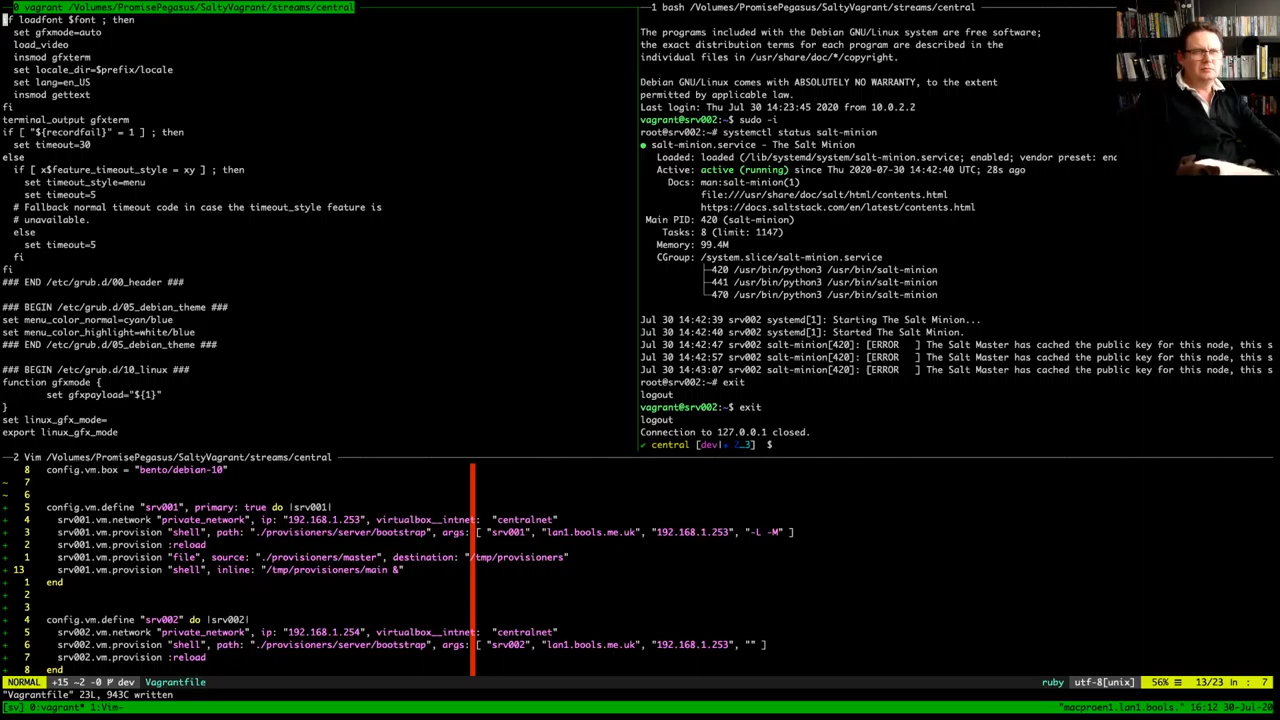 0 vagrant /Volumes/PromisePegasus/SaltyVagrant/streams/central
if loadfont $font ; then
  set gfxmode=auto
  load_video
  insmod gfxterm
  set locale_dir=$prefix/locale
  set lang=en_US
  insmod gettext
fi
terminal_output gfxterm
if [ "${recordfail}" = 1 ] ; then
  set timeout=30
else
  if [ x$feature_timeout_style = xy ] ; then
    set timeout_style=menu
    set timeout=5
  # Fallback normal timeout code in case the timeout_style feature is
  # unavailable.
  else
    set timeout=5
  fi
fi
### END /etc/grub.d/00_header ###
### BEGIN /etc/grub.d/05_debian_theme ###
set menu_color_normal=cyan/blue
set menu_color_highlight=white/blue
### END /etc/grub.d/05_debian_theme ###
### BEGIN /etc/grub.d/10_linux ###
function gfxmode {
        set gfxpayload="${1}"
}
set linux_gfx_mode=
export linux_gfx_mode
1 bash /Volumes/PromisePegasus/SaltyVagrant/streams/central
The programs included with the Debian GNU/Linux system are free software;
the exact distribution terms for each program are described in the
individual files in /usr/share/doc/*/copyright.
Debian GNU/Linux comes with ABSOLUTELY NO WARRANTY, to the extent
permitted by applicable law.
Last login: Thu Jul 30 14:23:45 2020 from 10.0.2.2
vagrant@srv002:~$ sudo -i
root@srv002:~# systemctl status salt-minion
● salt-minion.service - The Salt Minion
   Loaded: loaded (/lib/systemd/system/salt-minion.service; enabled; vendor preset: ena
   Active: active (running) since Thu 2020-07-30 14:42:40 UTC; 28s ago
     Docs: man:salt-minion(1)
           file:///usr/share/doc/salt/html/contents.html
           https://docs.saltstack.com/en/latest/contents.html
 Main PID: 420 (salt-minion)
    Tasks: 8 (limit: 1147)
   Memory: 99.4M
   CGroup: /system.slice/salt-minion.service
           ├─420 /usr/bin/python3 /usr/bin/salt-minion
           ├─441 /usr/bin/python3 /usr/bin/salt-minion
           └─470 /usr/bin/python3 /usr/bin/salt-minion
Jul 30 14:42:39 srv002 systemd[1]: Starting The Salt Minion...
Jul 30 14:42:40 srv002 systemd[1]: Started The Salt Minion.
Jul 30 14:42:47 srv002 salt-minion[420]: [ERROR   ] The Salt Master has cached the public key for this node, this s
Jul 30 14:42:57 srv002 salt-minion[420]: [ERROR   ] The Salt Master has cached the public key for this node, this s
Jul 30 14:43:07 srv002 salt-minion[420]: [ERROR   ] The Salt Master has cached the public key for this node, this s
root@srv002:~# exit
logout
vagrant@srv002:~$ exit
logout
Connection to 127.0.0.1 closed.
✔ central [dev|● 2…3]  $
2 Vim /Volumes/PromisePegasus/SaltyVagrant/streams/central
8   config.vm.box = "bento/debian-10"
~ 7
~ 6
+ 5   config.vm.define "srv001", primary: true do |srv001|
+ 4     srv001.vm.network "private_network", ip: "192.168.1.253", virtualbox__intnet: "centralnet"
+ 3     srv001.vm.provision "shell", path: "./provisioners/server/bootstrap", args: [ "srv001", "lan1.bools.me.uk", "192.168.1.253", "-L -M" ]
+ 2     srv001.vm.provision :reload
+ 1     srv001.vm.provision "file", source: "./provisioners/master", destination: "/tmp/provisioners"
+ 13    srv001.vm.provision "shell", inline: "/tmp/provisioners/main &"
+ 1   end
+ 2
+ 3
+ 4   config.vm.define "srv002" do |srv002|
+ 5     srv002.vm.network "private_network", ip: "192.168.1.254", virtualbox__intnet: "centralnet"
+ 6     srv002.vm.provision "shell", path: "./provisioners/server/bootstrap", args: [ "srv002", "lan1.bools.me.uk", "192.168.1.253", "" ]
+ 7     srv002.vm.provision :reload
+ 8   end
NORMAL +15 ~2 -0 dev Vagrantfile ruby utf-8[unix] 56% ☰ 13/23 ln : 7
"Vagrantfile" 23L, 943C written
[sv] 0:vagrant* 1:Vim- "macproen1.lan1.bools." 16:12 30-Jul-20